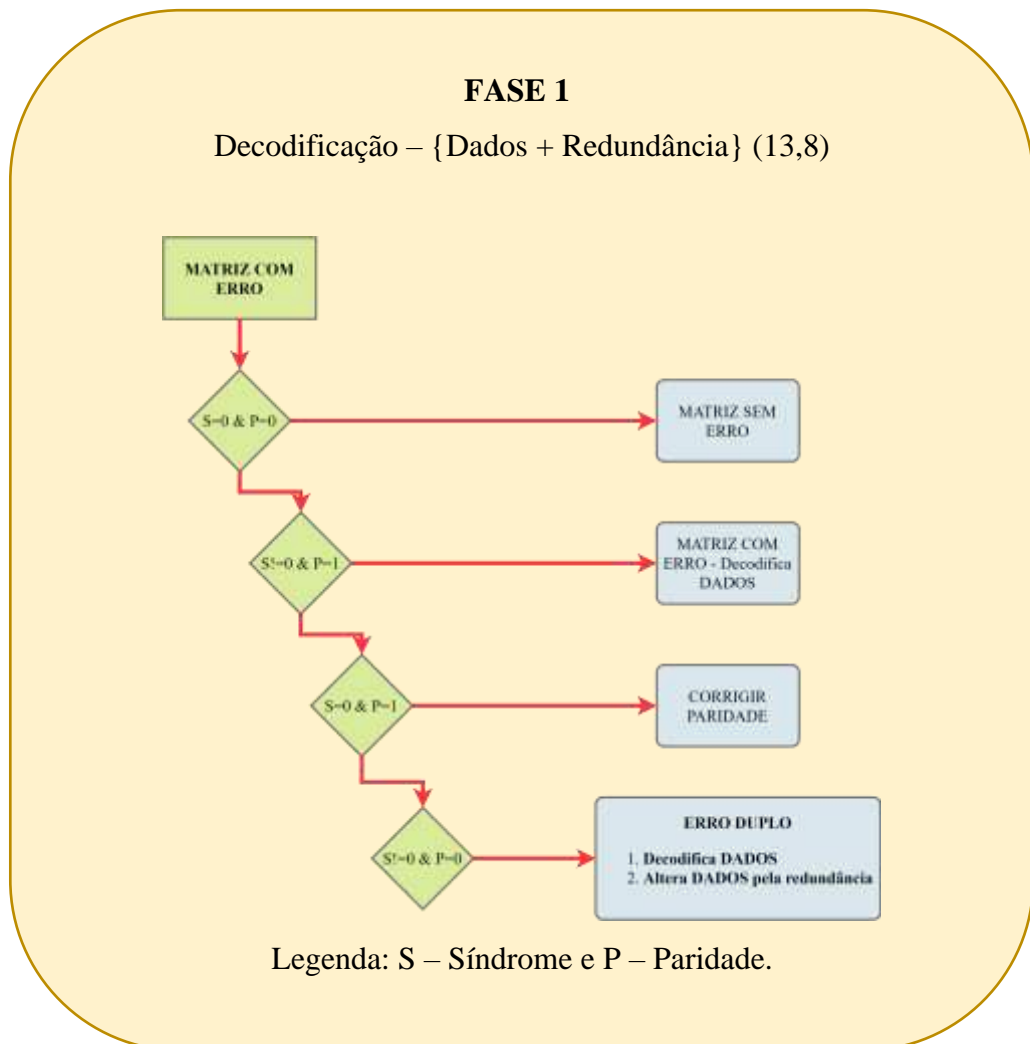 FASE 1
Decodificação – {Dados + Redundância} (13,8)
MATRIZ COM
ERRO
S=0 & P=0
MATRIZ SEM
ERRO
S!=0 & P=1
MATRIZ COM
ERRO - Decodifica
DADOS
S=0 & P=1
CORRIGIR
PARIDADE
S!=0 & P=0
ERRO DUPLO
1. Decodifica DADOS
2. Altera DADOS pela redundância
Legenda: S – Síndrome e P – Paridade.